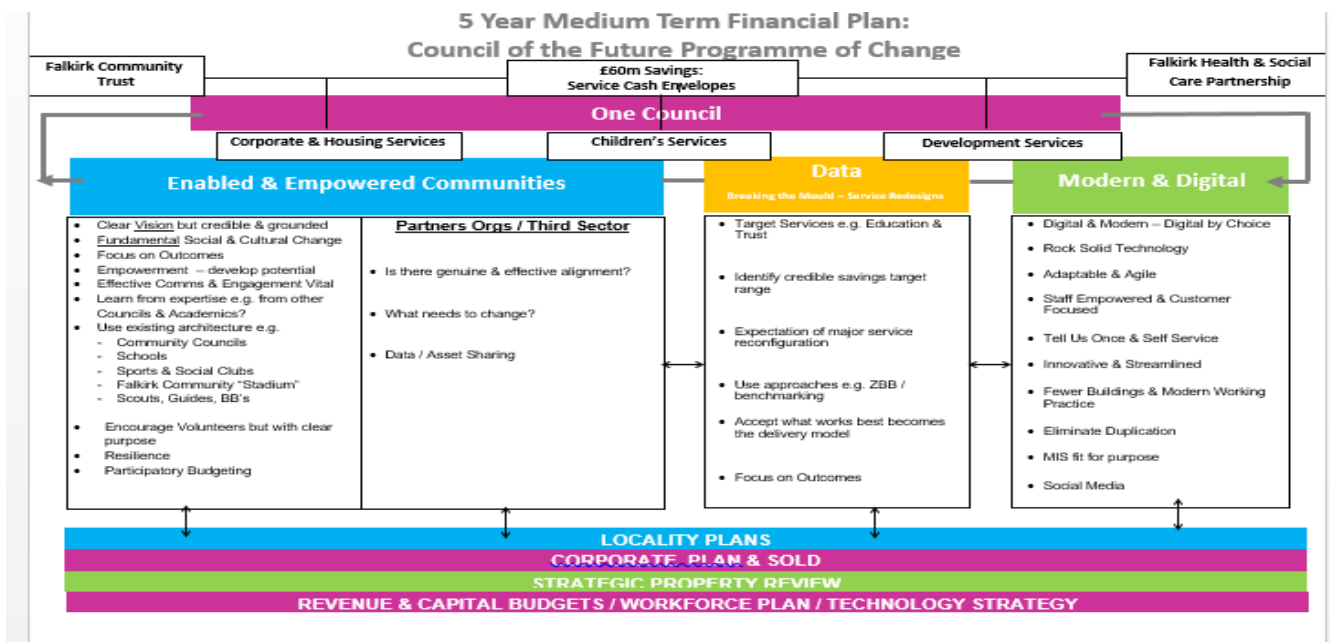 5 Year Medium Term Financial Plan:
Council of the Future Programme of Change
Falkirk Community
Trust
£60m Savings:
Service Cash Envelopes
Falkirk Health & Social
Care Partnership
One Council
Corporate & Housing Services
Children's Services
Development Services
Enabled & Empowered Communities
Data
Breaking the Mould – Service Redesigns
Modern & Digital
• Clear Vision but credible & grounded
• Fundamental Social & Cultural Change
• Focus on Outcomes
• Empowerment – develop potential
• Effective Comms & Engagement Vital
• Learn from expertise e.g. from other
Councils & Academics?
• Use existing architecture e.g.
- Community Councils
- Schools
- Sports & Social Clubs
- Falkirk Community "Stadium"
- Scouts, Guides, BB's
• Encourage Volunteers but with clear
purpose
• Resilience
• Participatory Budgeting
Partners Orgs / Third Sector
• Is there genuine & effective alignment?
• What needs to change?
• Data / Asset Sharing
• Target Services e.g. Education &
Trust
• Identify credible savings target
range
• Expectation of major service
reconfiguration
• Use approaches e.g. ZBB /
benchmarking
• Accept what works best becomes
the delivery model
• Focus on Outcomes
• Digital & Modern – Digital by Choice
• Rock Solid Technology
• Adaptable & Agile
• Staff Empowered & Customer
Focused
• Tell Us Once & Self Service
• Innovative & Streamlined
• Fewer Buildings & Modern Working
Practice
• Eliminate Duplication
• MIS fit for purpose
• Social Media
LOCALITY PLANS
CORPORATE PLAN & SOLD
STRATEGIC PROPERTY REVIEW
REVENUE & CAPITAL BUDGETS / WORKFORCE PLAN / TECHNOLOGY STRATEGY